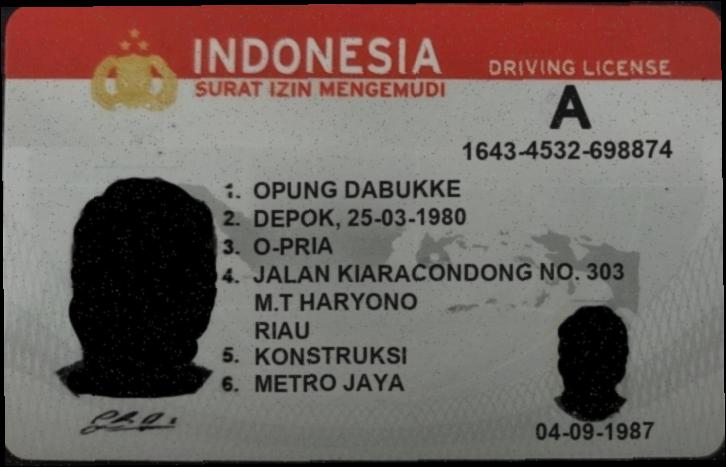 INDONESIA
SURAT IZIN MENGEMUDI
DRIVING LICENSE
A
1643-4532-698874
1. OPUNG DABUKKE
2. DEPOK, 25-03-1980
3. O-PRIA
4. JALAN KIARACONDONG NO. 303
M.T HARYONO
RIAU
5. KONSTRUKSI
6. METRO JAYA
04-09-1987